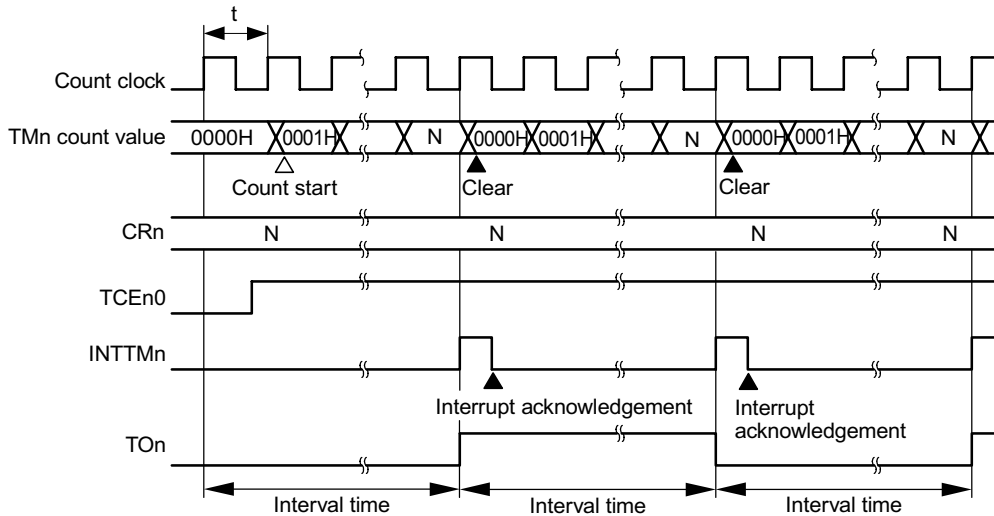 t
Count clock
TMn count value 0000H 0001H N 0000H 0001H N 0000H 0001H N
Count start Clear Clear
CRn N N N N
TCEn0
INTTMn
Interrupt acknowledgement Interrupt
acknowledgement
TOn
Interval time Interval time Interval time